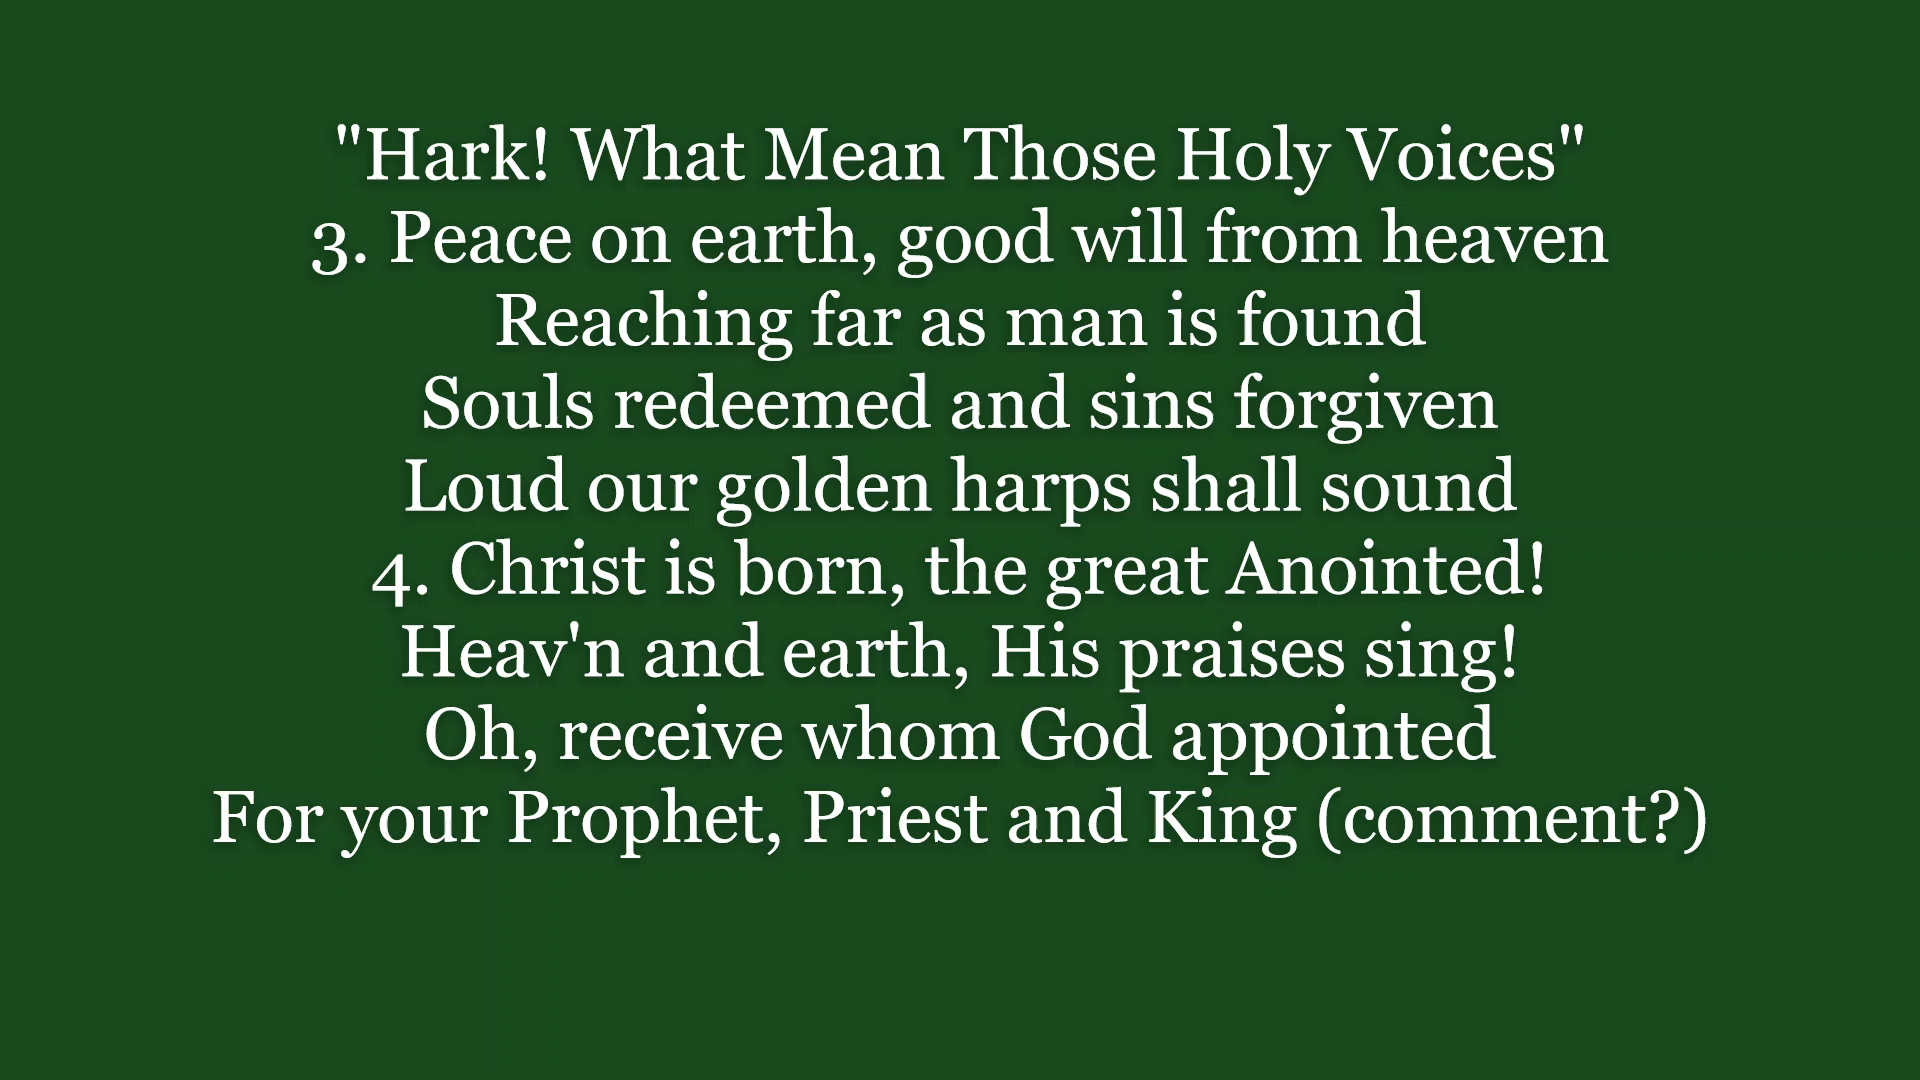 "Hark! What Mean Those Holy Voices"
3. Peace on earth, good will from heaven
Reaching far as man is found
Souls redeemed and sins forgiven
Loud our golden harps shall sound
4. Christ is born, the great Anointed!
Heav'n and earth, His praises sing!
Oh, receive whom God appointed
For your Prophet, Priest and King (comment?)